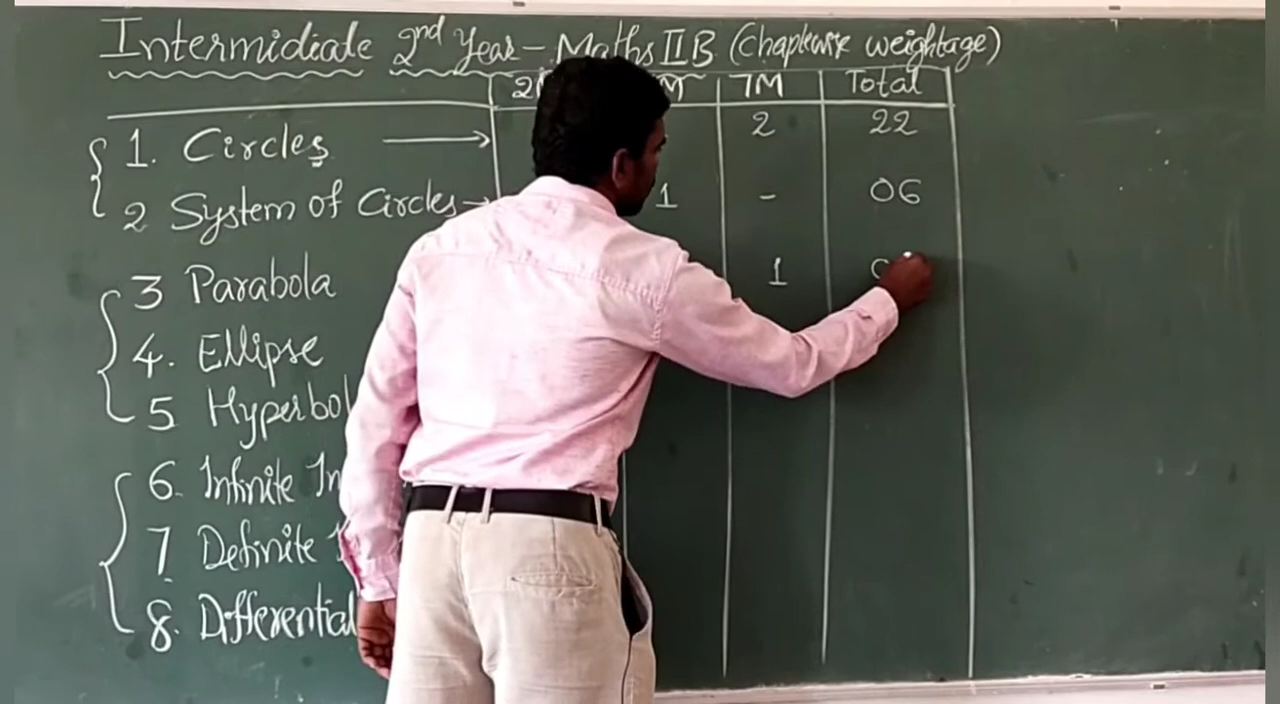 Intermidiate 2nd Year - Maths II B (Chapterwise weightage)
7M Total
1. Circles → 2 22
2 System of Circles → 1 - 06
3 Parabola 1
4. Ellipse
5 Hyperbol
6. Infinite In
7 Definite
8. Differential